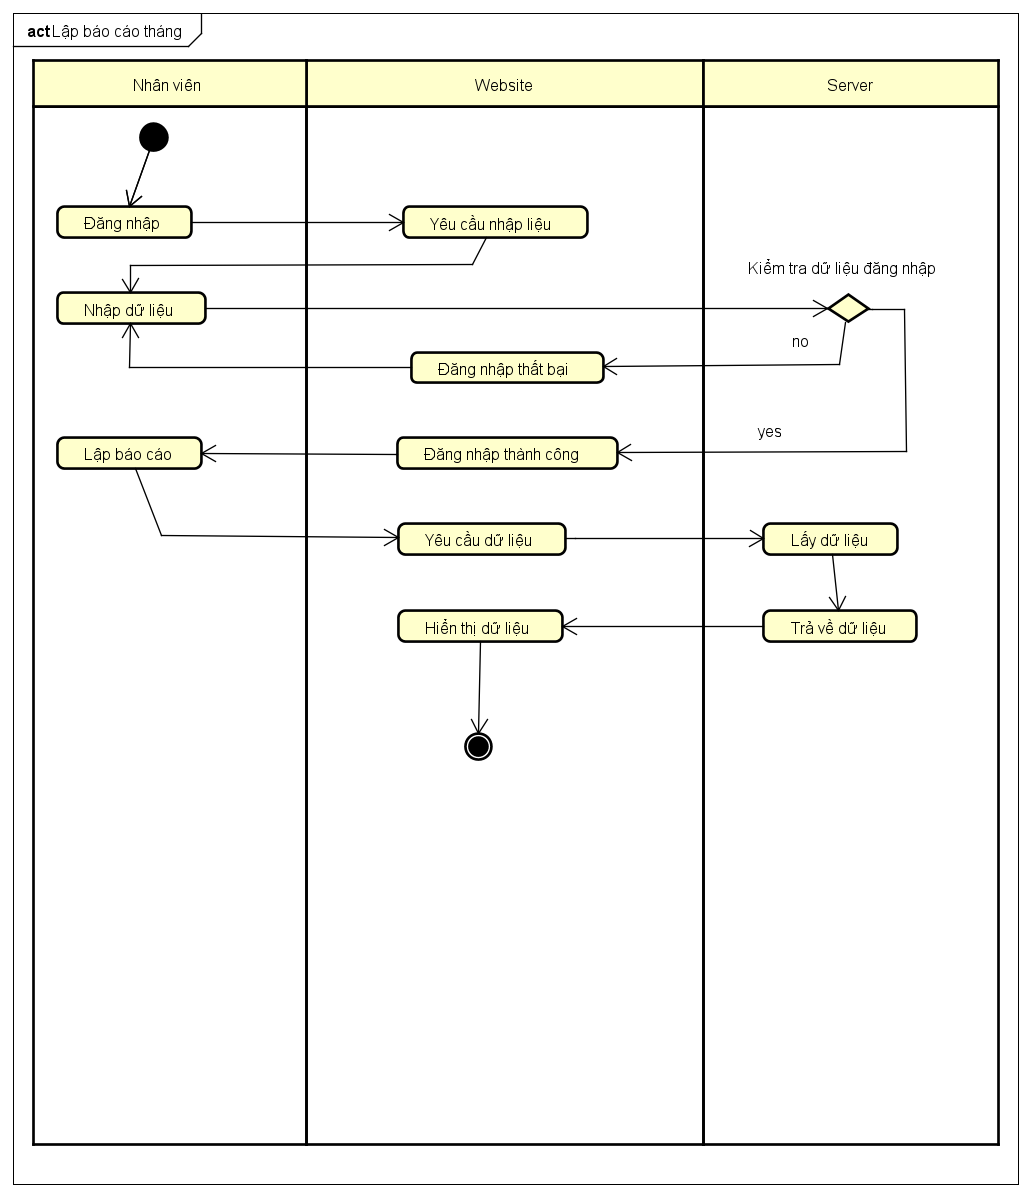 act Lập báo cáo tháng
Nhân viên
Website
Server
Đăng nhập
Yêu cầu nhập liệu
Kiểm tra dữ liệu đăng nhập
Nhập dữ liệu
no
Đăng nhập thất bại
yes
Lập báo cáo
Đăng nhập thành công
Yêu cầu dữ liệu
Lấy dữ liệu
Hiển thị dữ liệu
Trả về dữ liệu